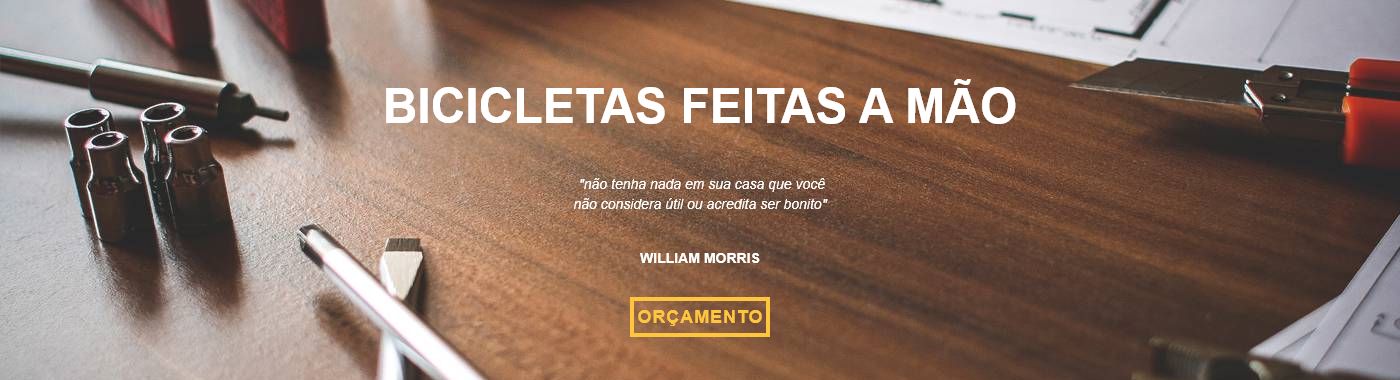 BICICLETAS FEITAS A MÃO
"não tenha nada em sua casa que você
não considera útil ou acredita ser bonito"
WILLIAM MORRIS
ORÇAMENTO